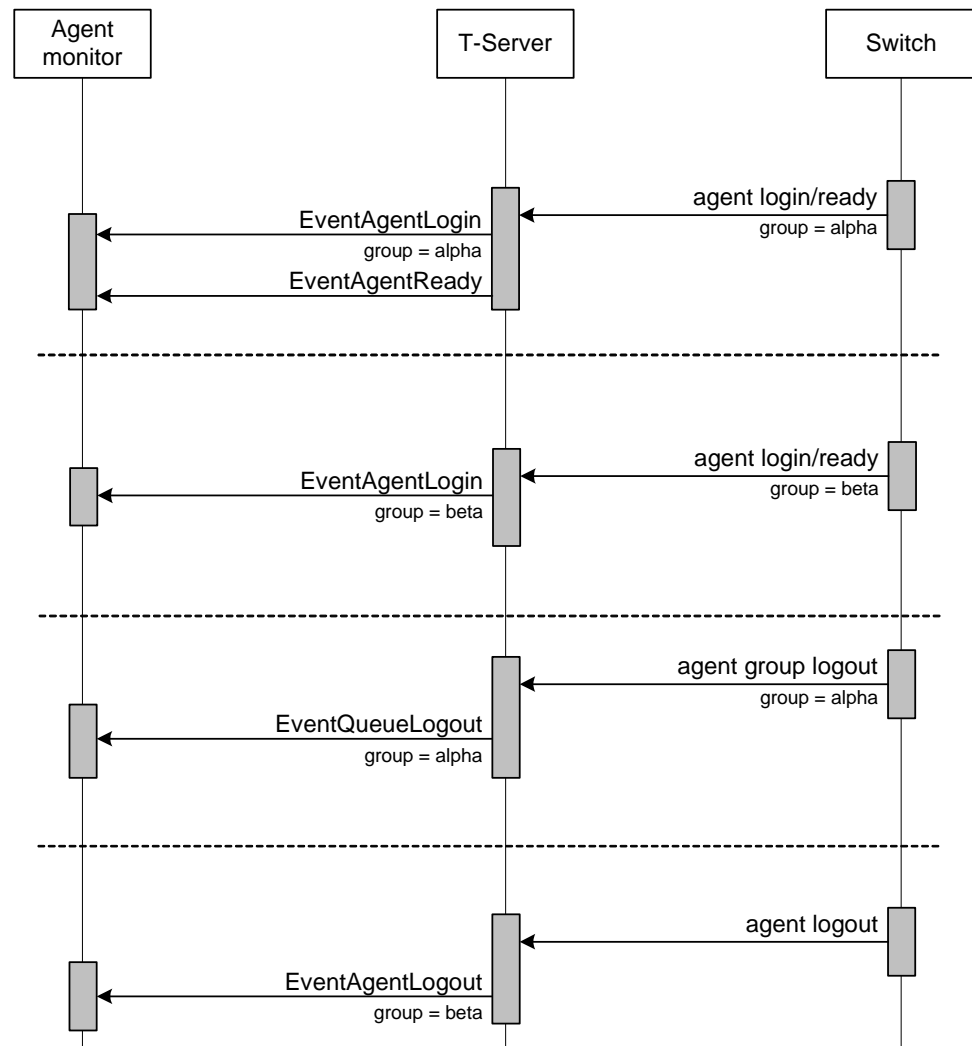 Agent
monitor
T-Server
Switch
agent login/ready
group = alpha
EventAgentLogin
group = alpha
EventAgentReady
agent login/ready
group = beta
EventAgentLogin
group = beta
agent group logout
group = alpha
EventQueueLogout
group = alpha
agent logout
EventAgentLogout
group = beta